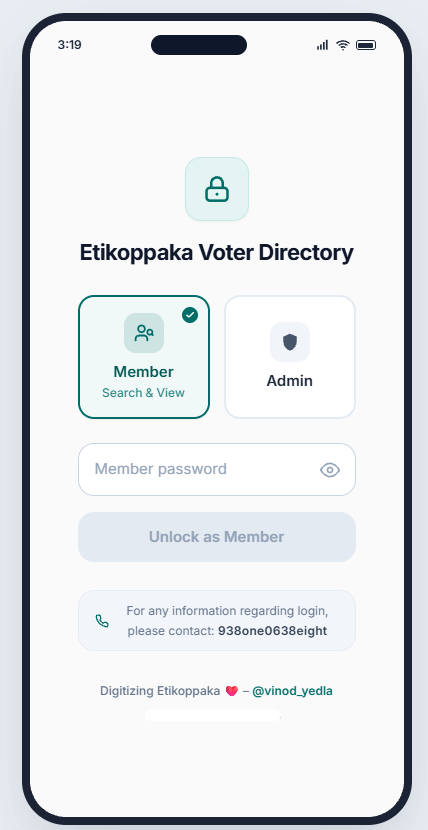 3:19
Etikoppaka Voter Directory
Member
Search & View
Admin
Member password
Unlock as Member
For any information regarding login,
please contact: 938one0638eight
Digitizing Etikoppaka 💖 – @vinod_yedla